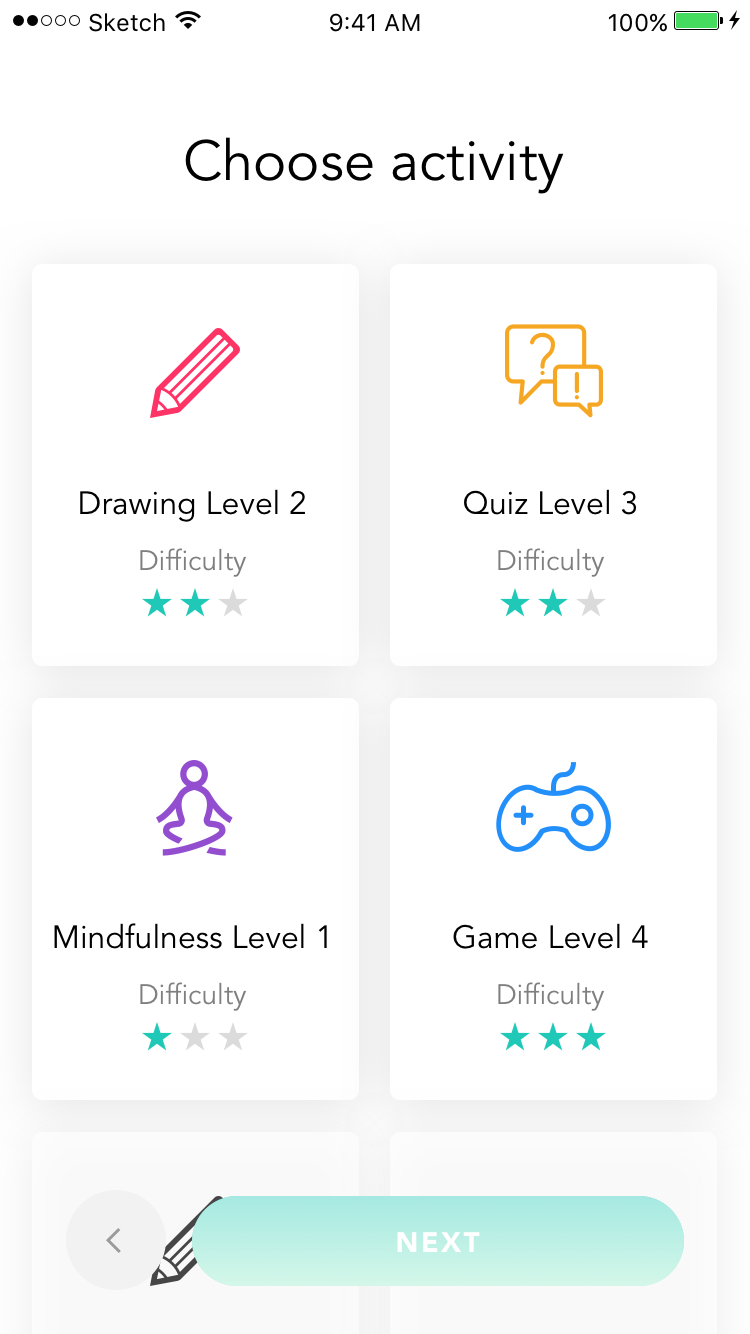 Sketch 9:41 AM 100%
Choose activity
Drawing Level 2
Difficulty
Quiz Level 3
Difficulty
Mindfulness Level 1
Difficulty
Game Level 4
Difficulty
NEXT